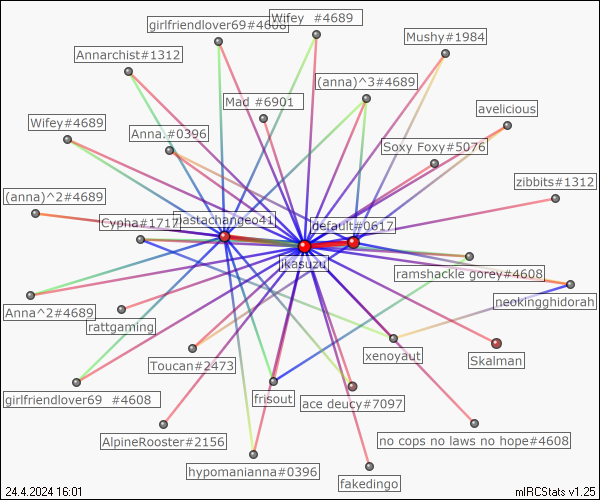 girlfriendlover69#4608
Wifey #4689
Mushy#1984
Annarchist#1312
(anna)^3#4689
Mad #6901
avelicious
Wifey#4689
Anna.#0396
Soxy Foxy#5076
zibbits#1312
(anna)^2#4689
Cypha#1717
lastachangeo41
default#0617
ikasuzu
ramshackle gorey#4608
neokingghidorah
Anna^2#4689
rattgaming
xenoyaut
Skalman
Toucan#2473
girlfriendlover69 #4608
frisout
ace deucy#7097
AlpineRooster#2156
no cops no laws no hope#4608
hypomanianna#0396
fakedingo
24.4.2024 16:01
mIRCStats v1.25